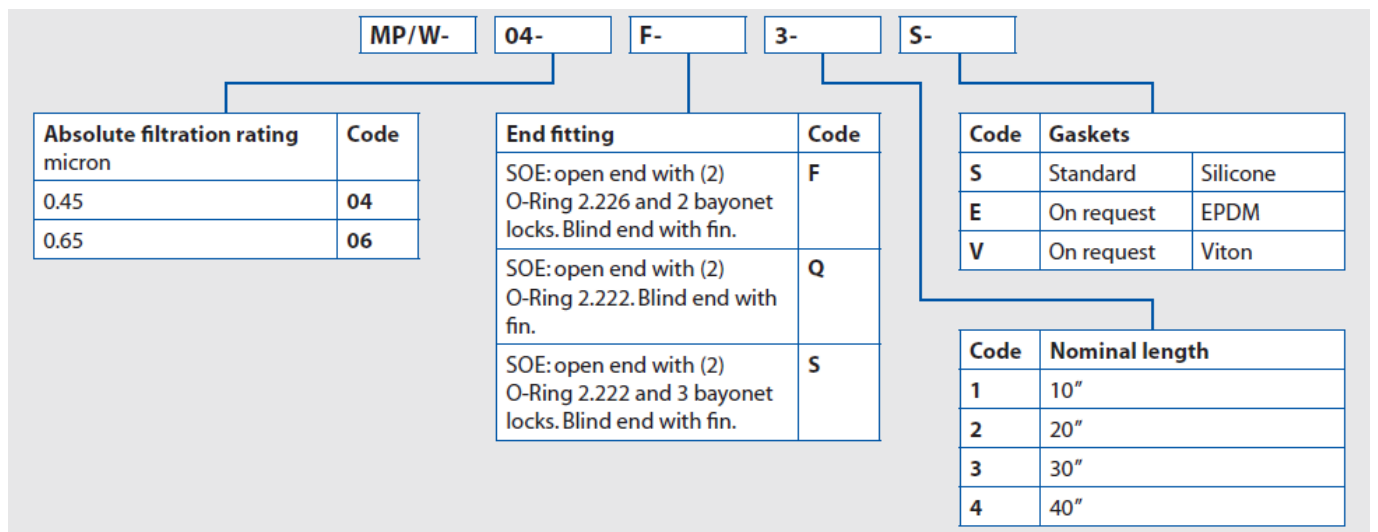 MP/W- 04- F- 3- S-
Absolute filtration rating Code
micron
0.45 04
0.65 06
End fitting Code
SOE: open end with (2) F
O-Ring 2.226 and 2 bayonet
locks. Blind end with fin.
SOE: open end with (2) Q
O-Ring 2.222. Blind end with
fin.
SOE: open end with (2) S
O-Ring 2.222 and 3 bayonet
locks. Blind end with fin.
Code Gaskets
S Standard Silicone
E On request EPDM
V On request Viton
Code Nominal length
1 10”
2 20”
3 30”
4 40”